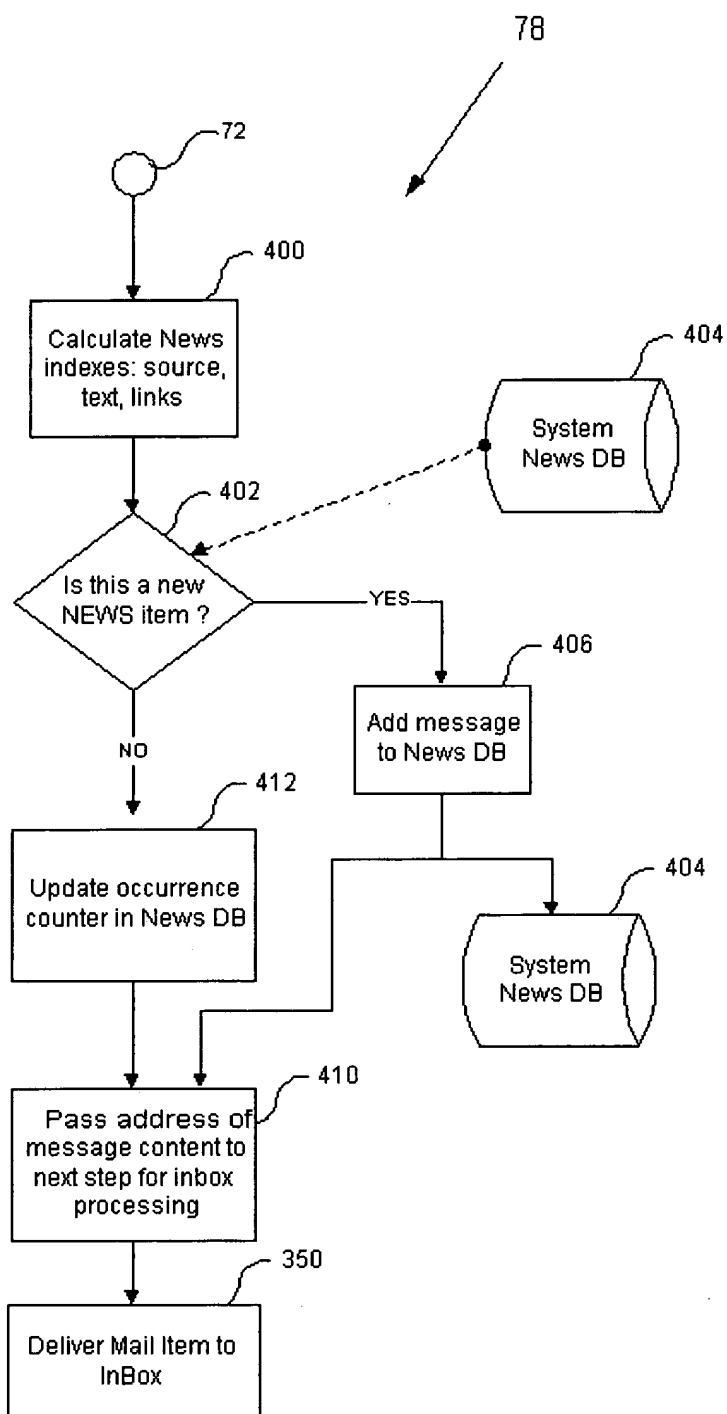 78
72
400
Calculate News
indexes: source,
text, links
404
System
News DB
402
Is this a new
NEWS item ?
YES
406
Add message
to News DB
NO
412
Update occurrence
counter in News DB
404
System
News DB
410
Pass address of
message content to
next step for inbox
processing
350
Deliver Mail Item to
InBox